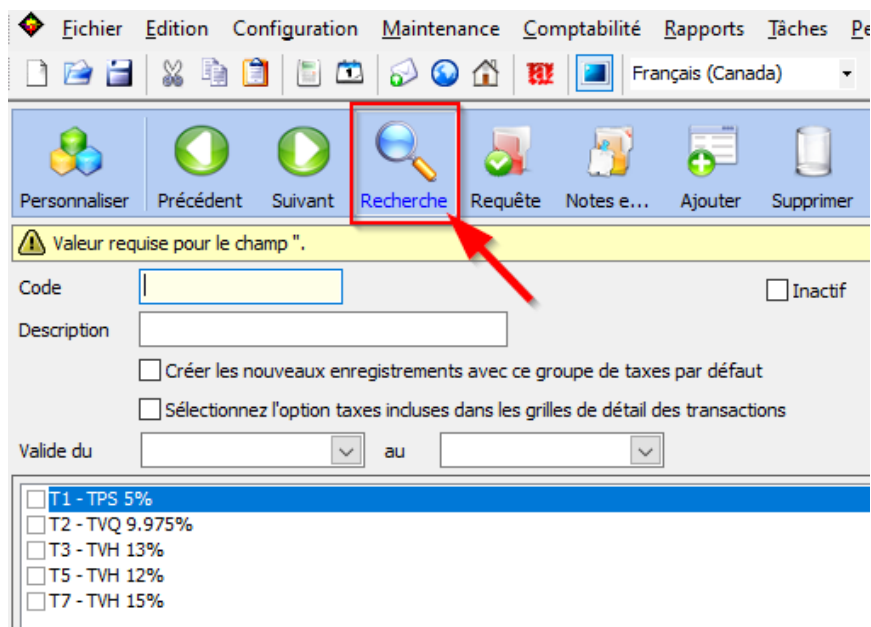 Fichier Edition Configuration Maintenance Comptabilité Rapports Tâches Pe
Français (Canada)
Personnaliser Précédent Suivant Recherche Requête Notes e... Ajouter Supprimer
Valeur requise pour le champ ''.
Code Inactif
Description
Créer les nouveaux enregistrements avec ce groupe de taxes par défaut
Sélectionnez l'option taxes incluses dans les grilles de détail des transactions
Valide du au
T1 - TPS 5%
T2 - TVQ 9.975%
T3 - TVH 13%
T5 - TVH 12%
T7 - TVH 15%